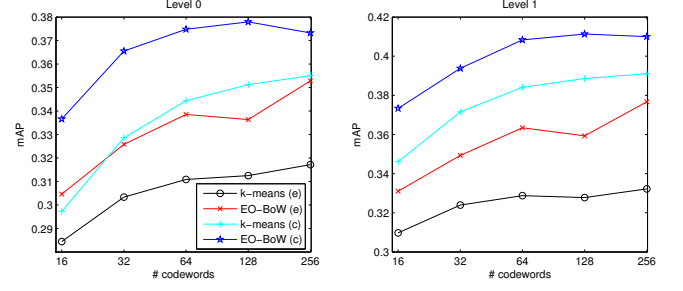 Level 0
0.38
0.37
0.36
0.35
0.34
0.33
0.32
0.31
0.3
0.29
mAP
16
32
64
128
256
# codewords
k−means (e)
EO−BoW (e)
k−means (c)
EO−BoW (c)
Level 1
0.42
0.4
0.38
0.36
0.34
0.32
0.3
mAP
16
32
64
128
256
# codewords